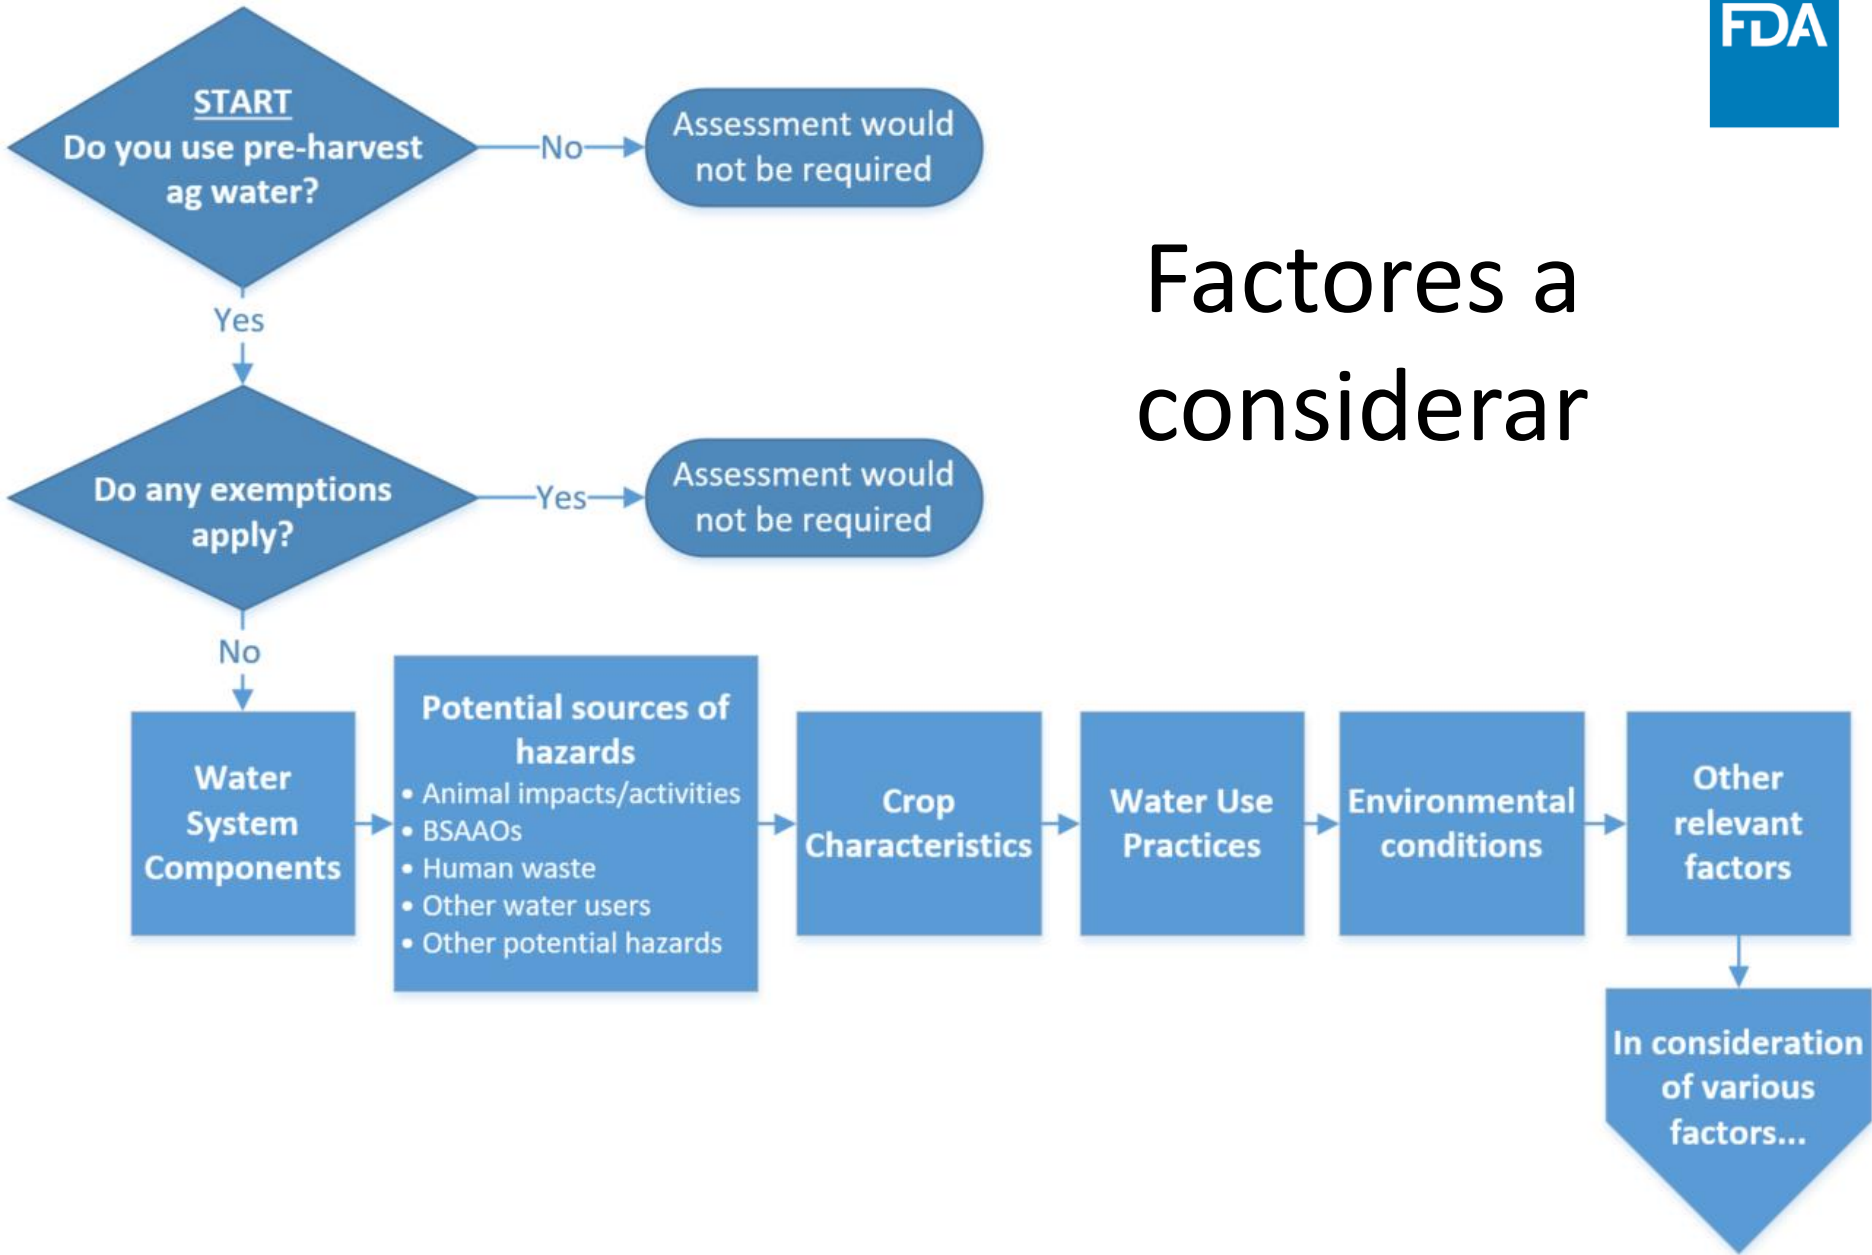 FDA
START
Do you use pre-harvest
ag water?
No
Assessment would
not be required
Factores a
considerar
Yes
Do any exemptions
apply?
Yes
Assessment would
not be required
No
Water
System
Components
Potential sources of
hazards
• Animal impacts/activities
• BSAAOs
• Human waste
• Other water users
• Other potential hazards
Crop
Characteristics
Water Use
Practices
Environmental
conditions
Other
relevant
factors
In consideration
of various
factors...